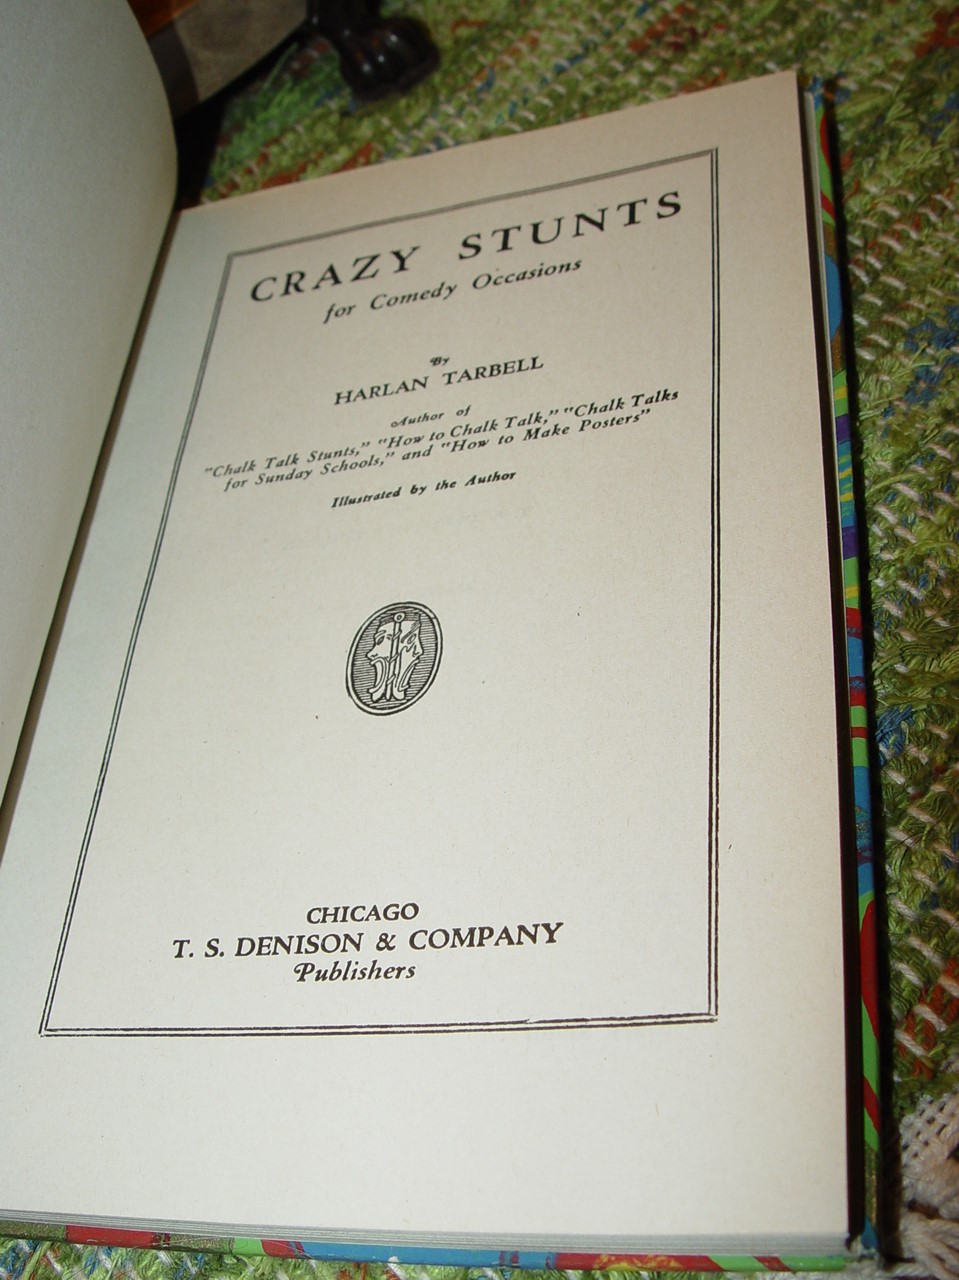 CRAZY STUNTS
for Comedy Occasions
By
HARLAN TARBELL
Author of
"Chalk Talk Stunts," "How to Chalk Talk," "Chalk Talks
for Sunday Schools," and "How to Make Posters"
Illustrated by the Author
CHICAGO
T. S. DENISON & COMPANY
Publishers